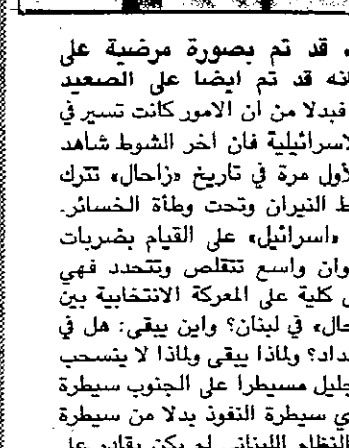 قد تم بصورة مرضية على
انه قد تم ايضا على الصعيد
فبدلا من ان الامور كانت تسير في
لاسرائيلية فان اخر الشوط شاهد
لأول مرة في تاريخ «زاحال» تترك
ط النيران وتحت وطأة الخسائر.
«اسرائيل» على القيام بضربات
وان واسع تتقلص وتتحدد فهي
كلية على المعركة الانتخابية بين
حال» في لبنان؟ واين يبقى: هل في
داد؟ ولماذا يبقى ولماذا لا ينسحب
جليل مسيطرا على الجنوب سيطرة
ي سيطرة النفوذ بدلا من سيطرة
النظام اللبناني لم يكن يقادر على